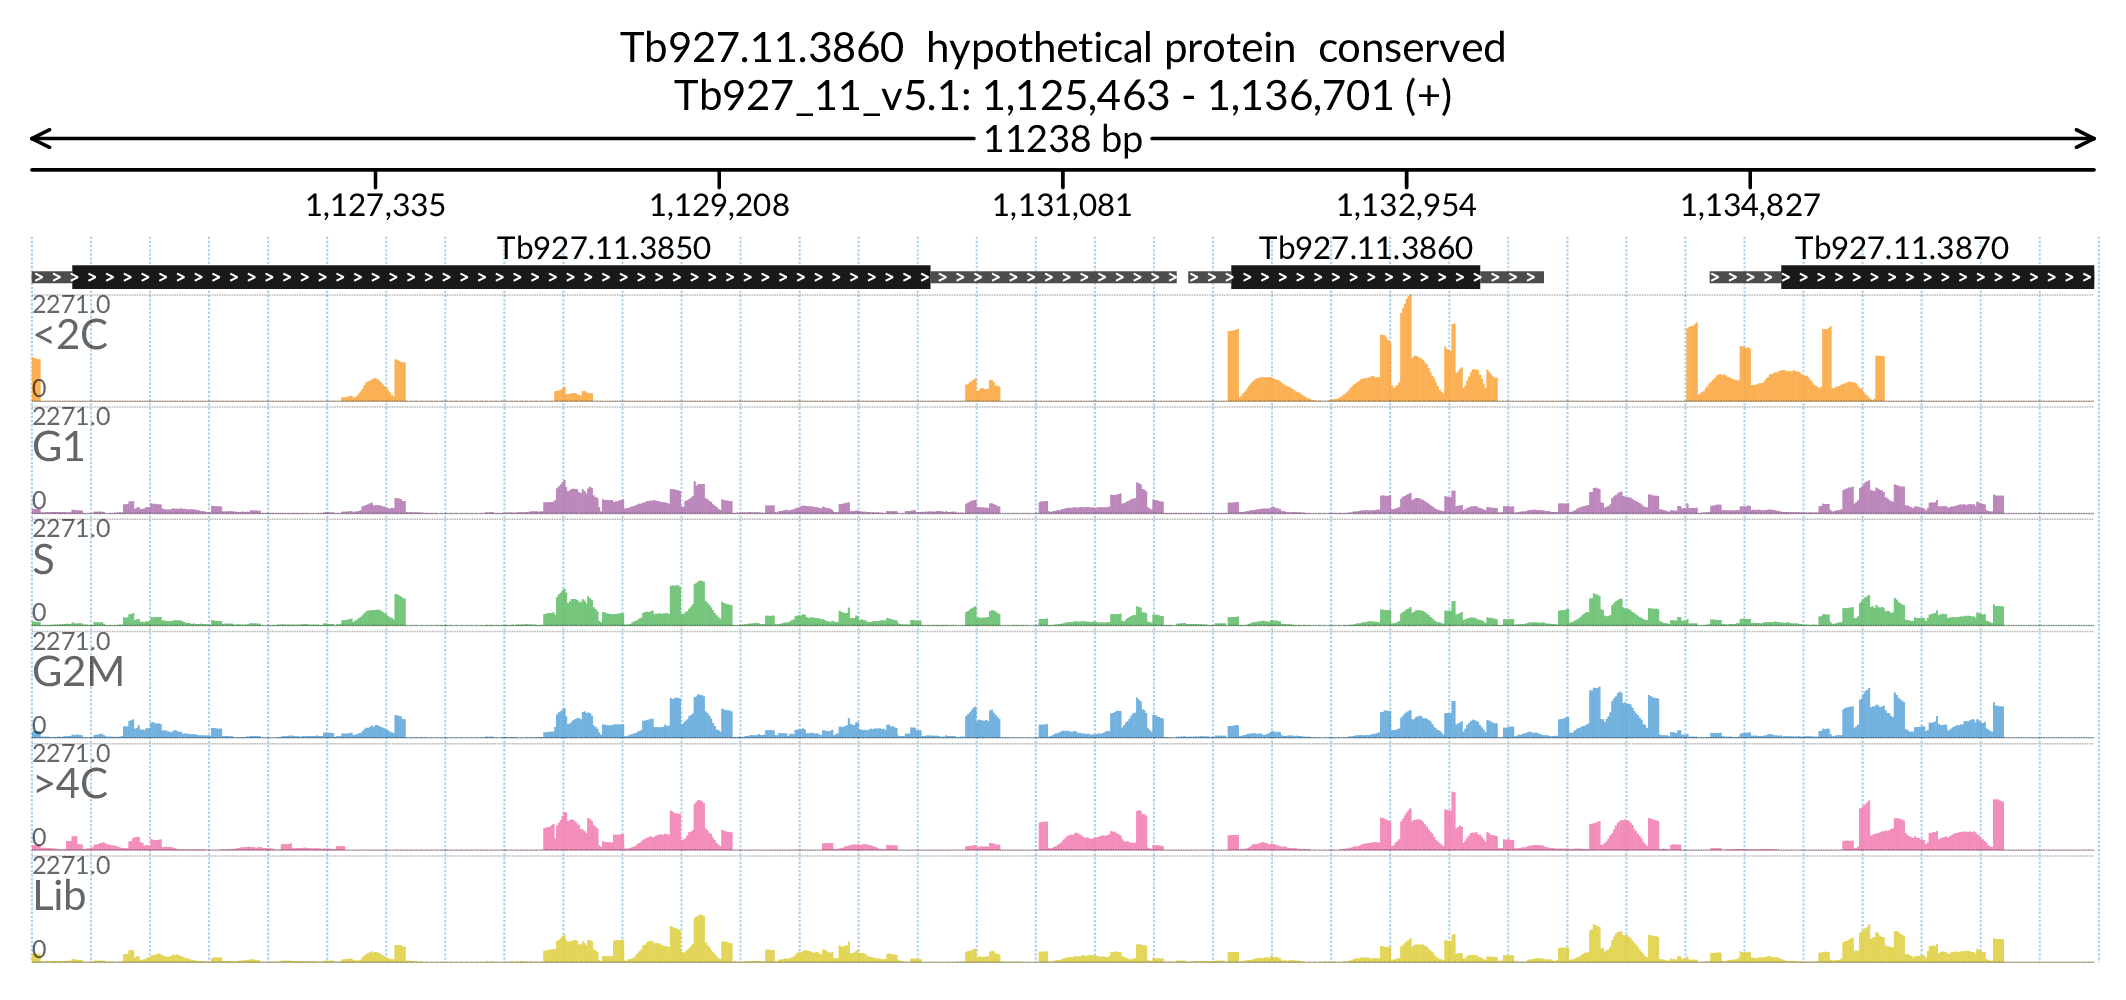 Tb927.11.3860  hypothetical protein  conserved
Tb927_11_v5.1: 1,125,463 - 1,136,701 (+)
11238 bp
1,127,335 1,129,208 1,131,081 1,132,954 1,134,827
Tb927.11.3850 Tb927.11.3860 Tb927.11.3870
2271.0
<2C
0
2271.0
G1
0
2271.0
S
0
2271.0
G2M
0
2271.0
>4C
0
2271.0
Lib
0